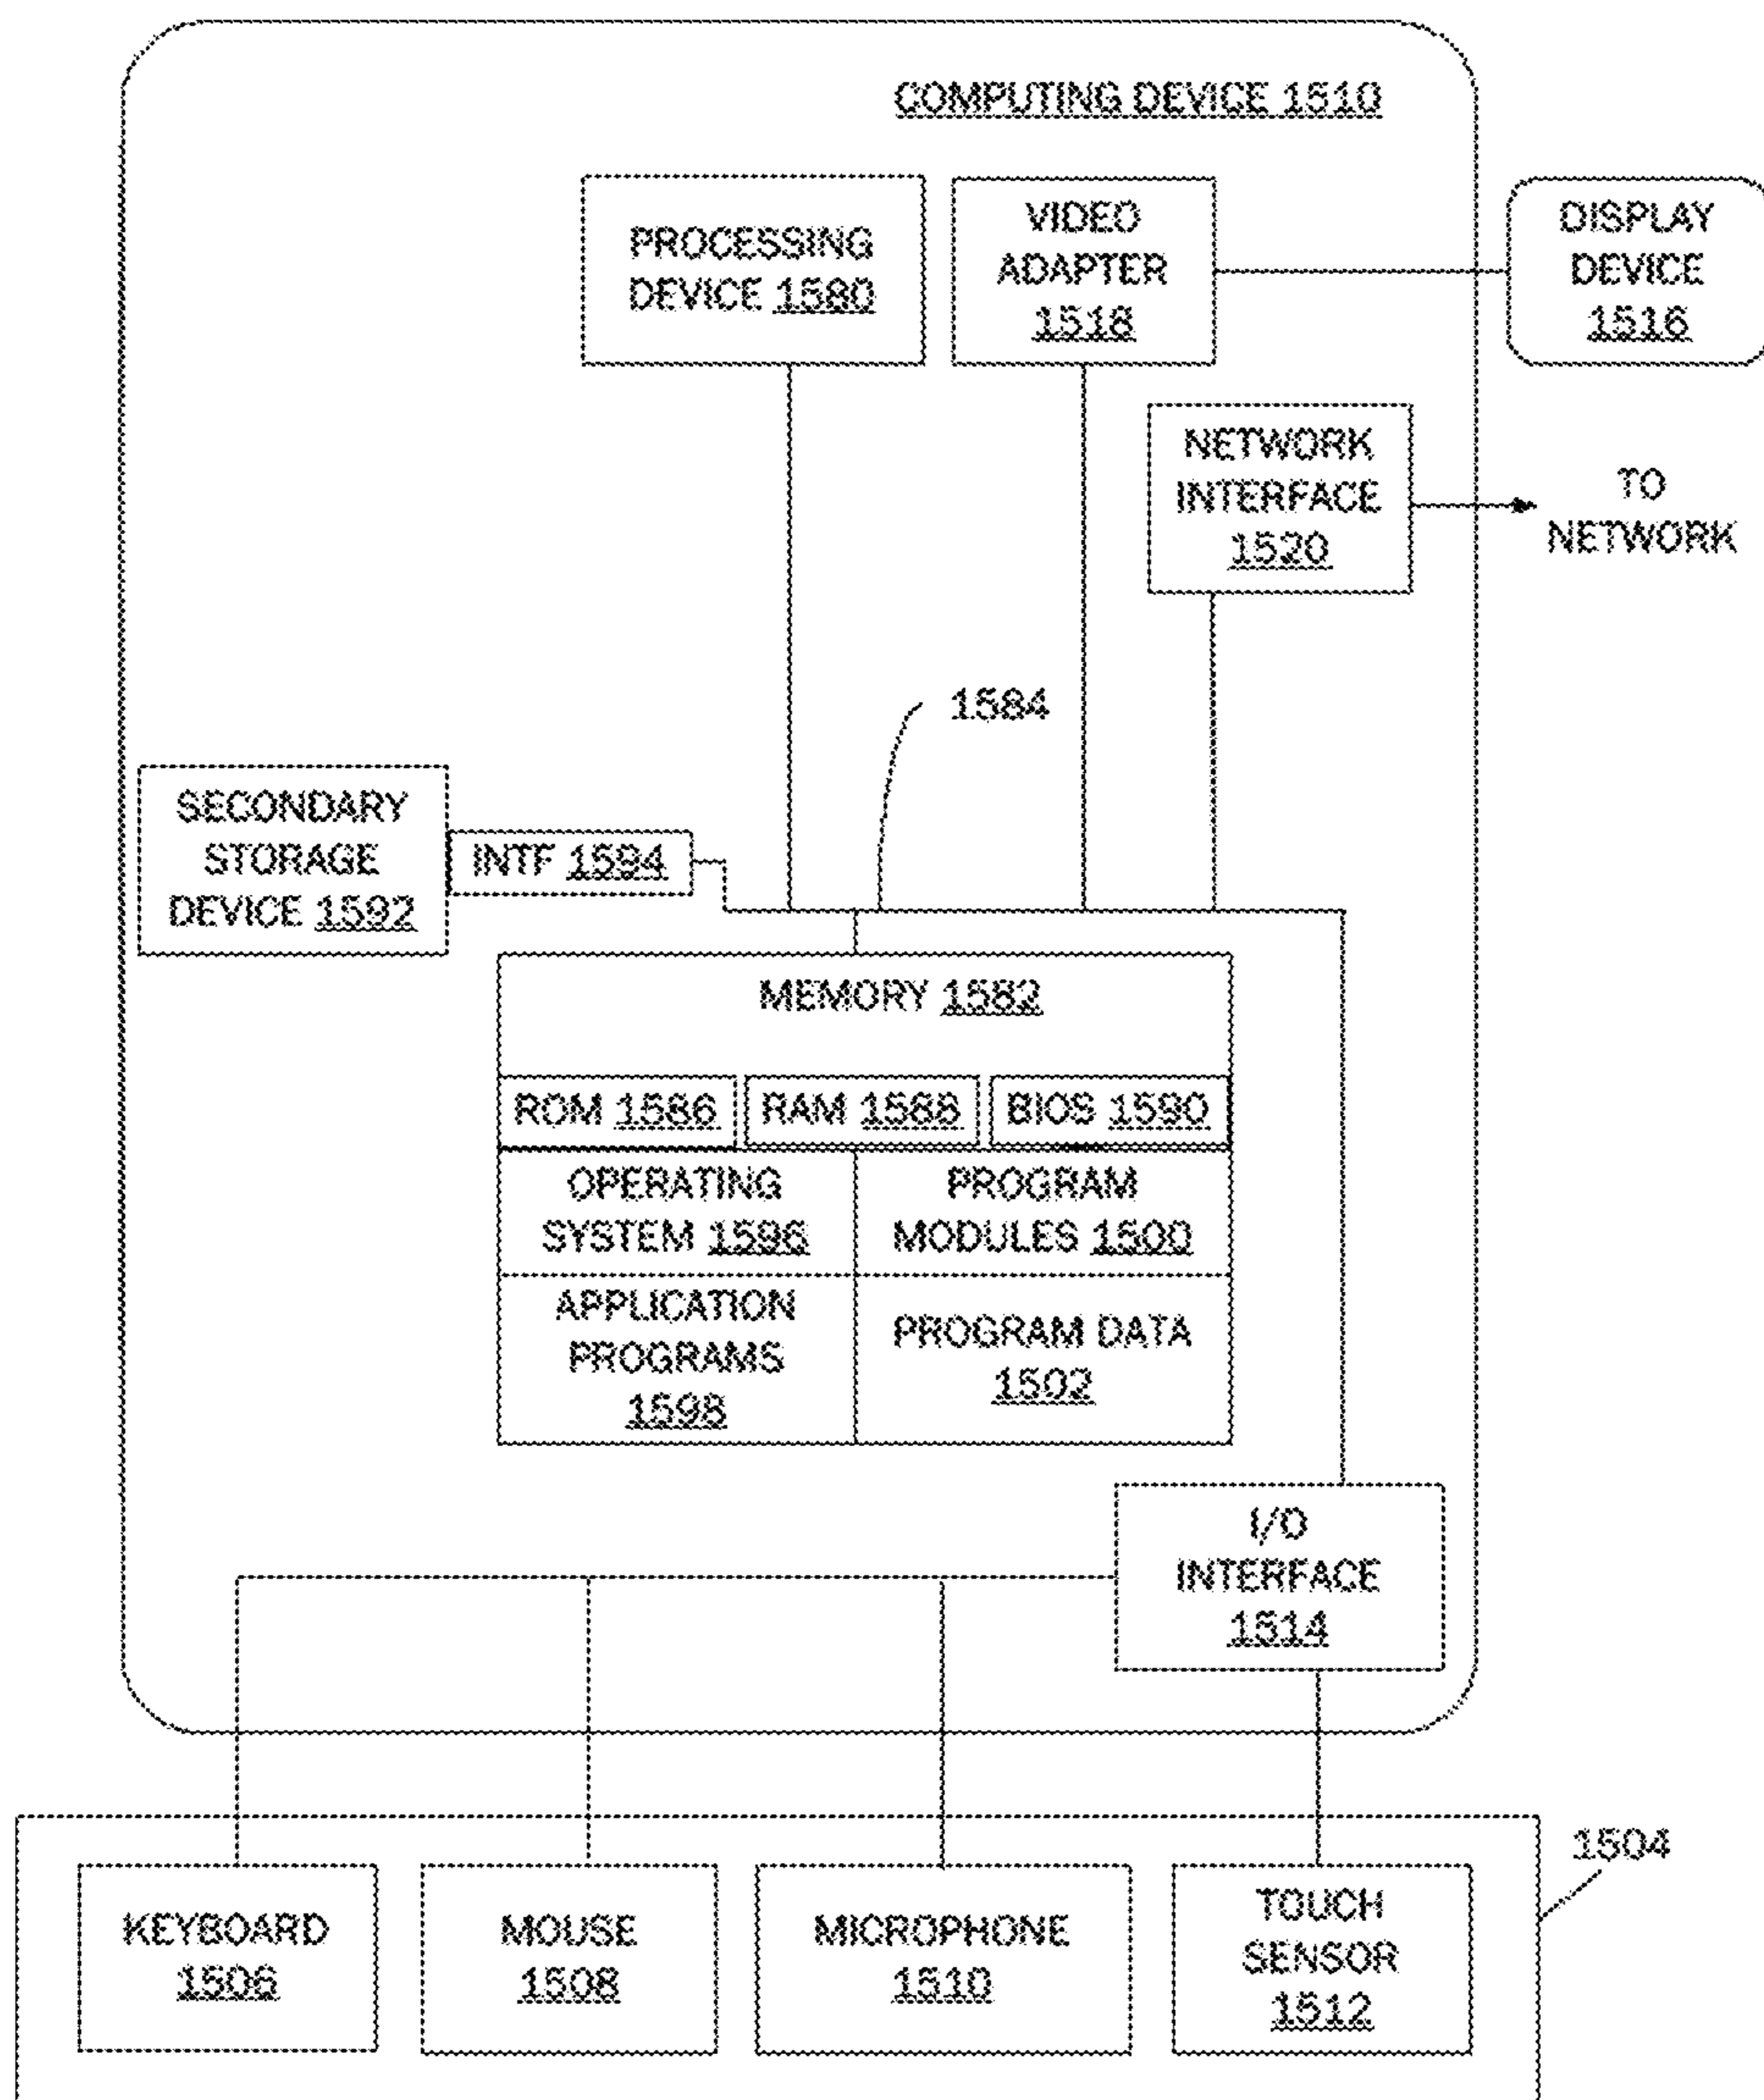 COMPUTING DEVICE 1510
PROCESSING
DEVICE 1580
VIDEO
ADAPTER
1518
DISPLAY
DEVICE
1516
NETWORK
INTERFACE
1520
TO
NETWORK
1584
SECONDARY
STORAGE
DEVICE 1592
INTF 1594
MEMORY 1582
ROM 1586
RAM 1588
BIOS 1590
OPERATING
SYSTEM 1596
PROGRAM
MODULES 1500
APPLICATION
PROGRAMS
1598
PROGRAM DATA
1502
I/O
INTERFACE
1514
1504
KEYBOARD
1506
MOUSE
1508
MICROPHONE
1510
TOUCH
SENSOR
1512